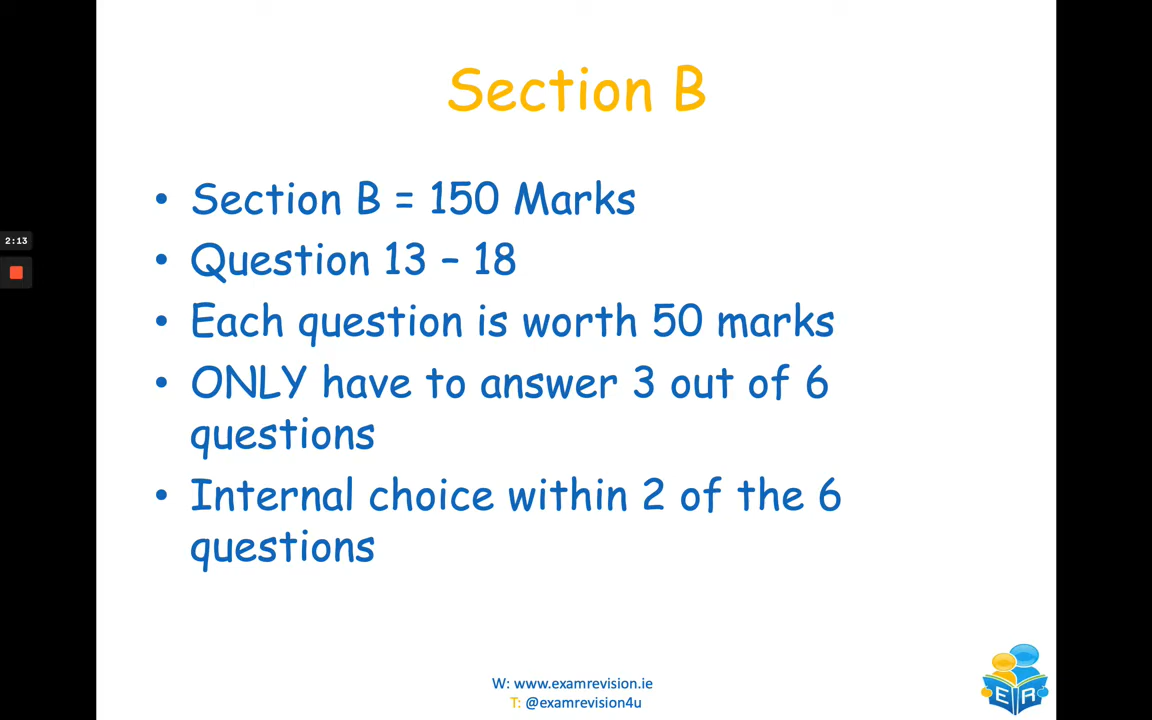 Section B
• Section B = 150 Marks
• Question 13 – 18
• Each question is worth 50 marks
• ONLY have to answer 3 out of 6
questions
• Internal choice within 2 of the 6
questions
2:13
W: www.examrevision.ie
T: @examrevision4u
E R